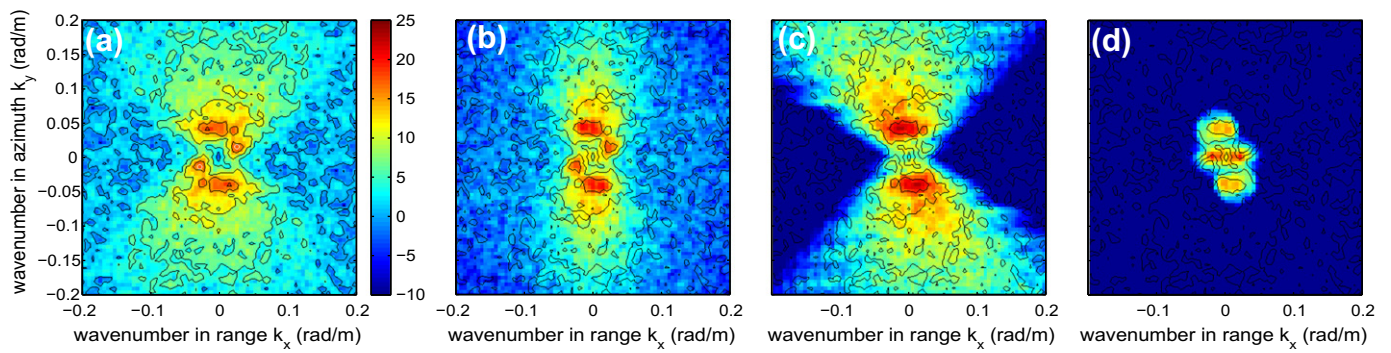 (a) (b) (c) (d)
wavenumber in azimuth k_y (rad/m)
0.2
0.15
0.1
0.05
0
−0.05
−0.1
−0.15
−0.2
−0.2 −0.1 0 0.1 0.2
25
20
15
10
5
0
−5
−10
−0.2 −0.1 0 0.1 0.2
−0.1 0 0.1 0.2
−0.1 0 0.1 0.2
wavenumber in range k_x (rad/m)
wavenumber in range k_x (rad/m)
wavenumber in range k_x (rad/m)
wavenumber in range k_x (rad/m)